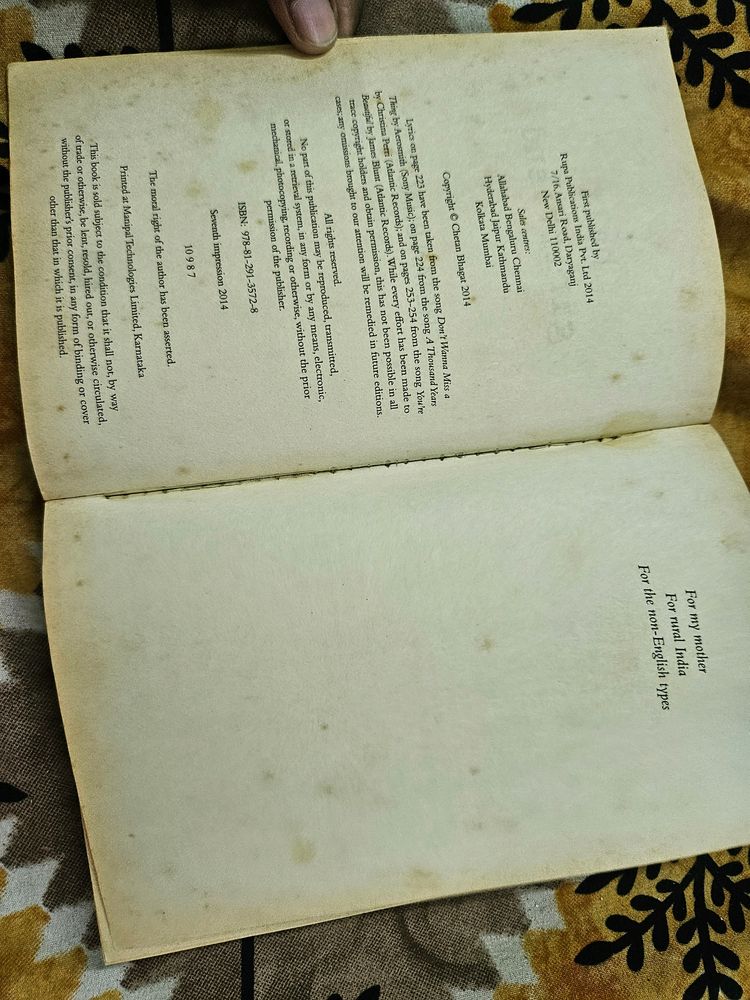 First published by
Rupa Publications India Pvt. Ltd 2014
7/16, Ansari Road, Daryaganj
New Delhi 110002
Sales centres:
Allahabad Bengaluru Chennai
Hyderabad Jaipur Kathmandu
Kolkata Mumbai
Copyright © Chetan Bhagat 2014
Lyrics on page 223 have been taken from the song Don't Wanna Miss a
Thing by Aerosmith (Sony Music); on page 224 from the song A Thousand Years
by Christina Perri (Atlantic Records); and on pages 253–254 from the song You're
Beautiful by James Blunt (Atlantic Records). While every effort has been made to
trace copyright holders and obtain permission, this has not been possible in all
cases; any omissions brought to our attention will be remedied in future editions.
All rights reserved.
No part of this publication may be reproduced, transmitted,
or stored in a retrieval system, in any form or by any means, electronic,
mechanical, photocopying, recording or otherwise, without the prior
permission of the publisher.
ISBN: 978-81-291-3572-8
Seventh impression 2014
10 9 8 7
The moral right of the author has been asserted.
Printed at Manipal Technologies Limited, Karnataka
This book is sold subject to the condition that it shall not, by way
of trade or otherwise, be lent, resold, hired out, or otherwise circulated,
without the publisher's prior consent, in any form of binding or cover
other than that in which it is published.
For my mother
For rural India
For the non-English types